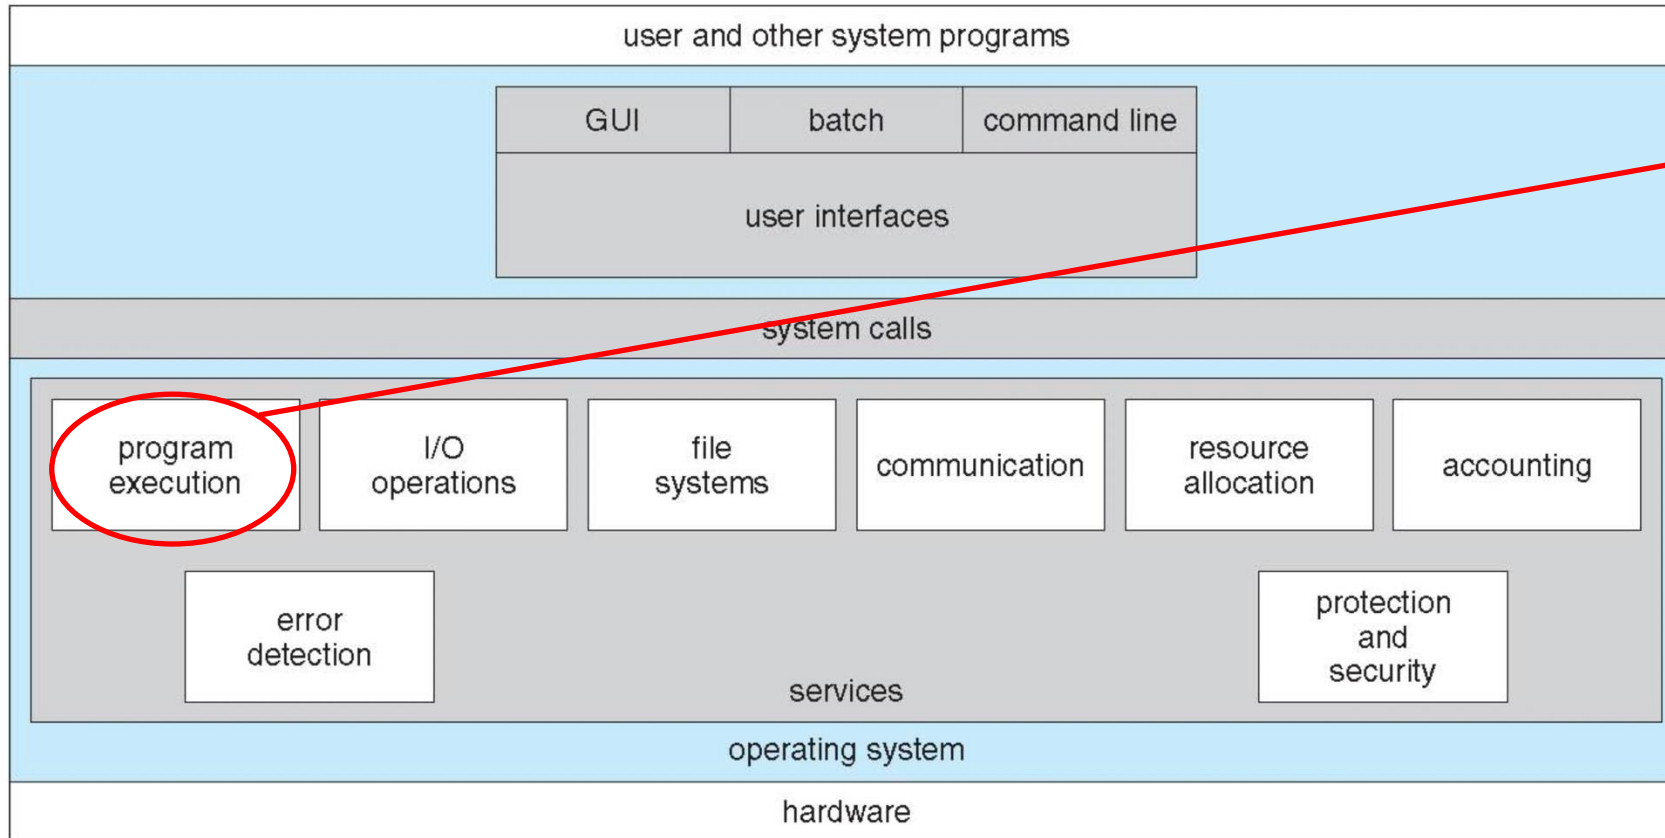 user and other system programs
GUI
batch
command line
user interfaces
system calls
program
execution
I/O
operations
file
systems
communication
resource
allocation
accounting
error
detection
protection
and
security
services
operating system
hardware